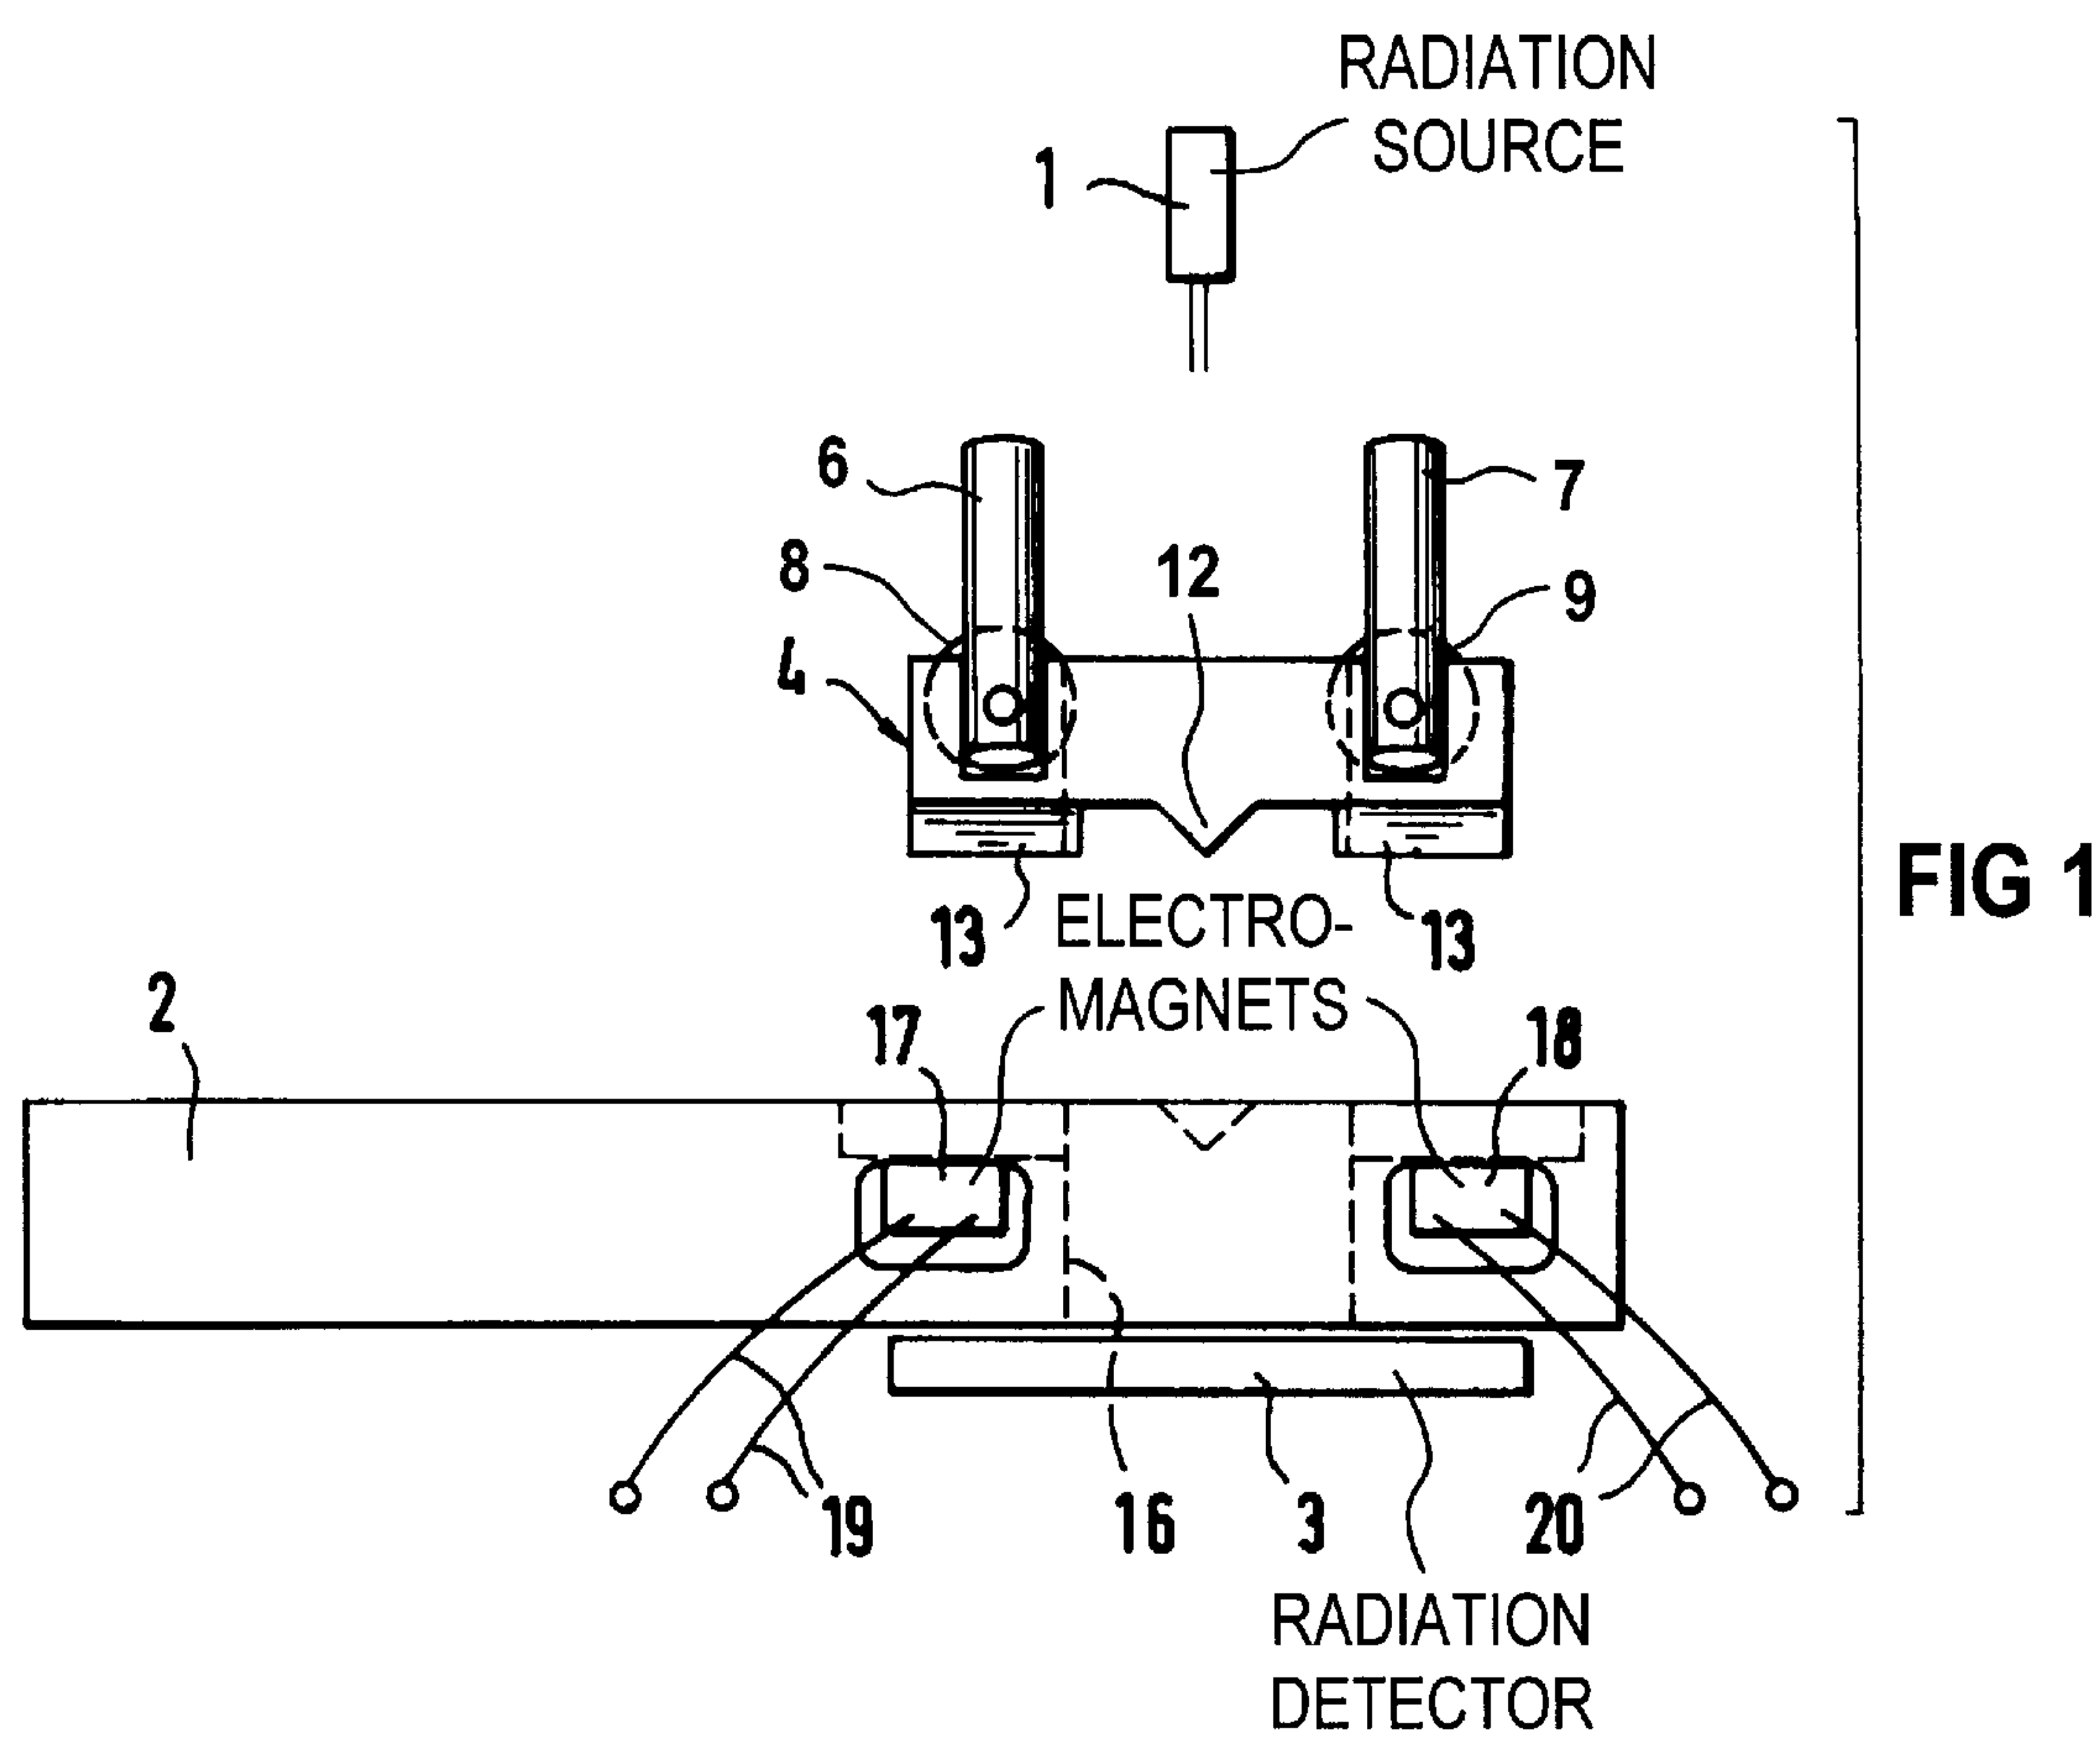 RADIATION
SOURCE
1
6
7
8
12
9
4
FIG 1
13
ELECTRO-
13
MAGNETS
2
17
18
19
16
3
20
RADIATION
DETECTOR